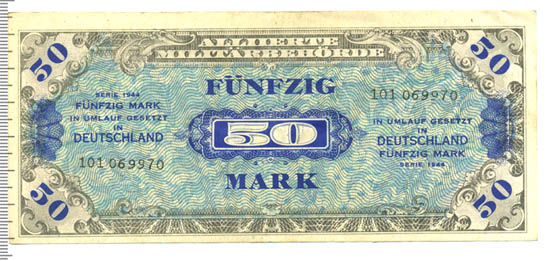 ALLIIERTE
MILITÄRBEHÖRDE
50
50
FÜNFZIG
SERIE 1944
FÜNFZIG MARK
IN UMLAUF GESETZT
IN
DEUTSCHLAND
101 069970
50
101 069970
IN UMLAUF GESETZT
IN
DEUTSCHLAND
FÜNFZIG MARK
SERIE 1944
MARK
50
50